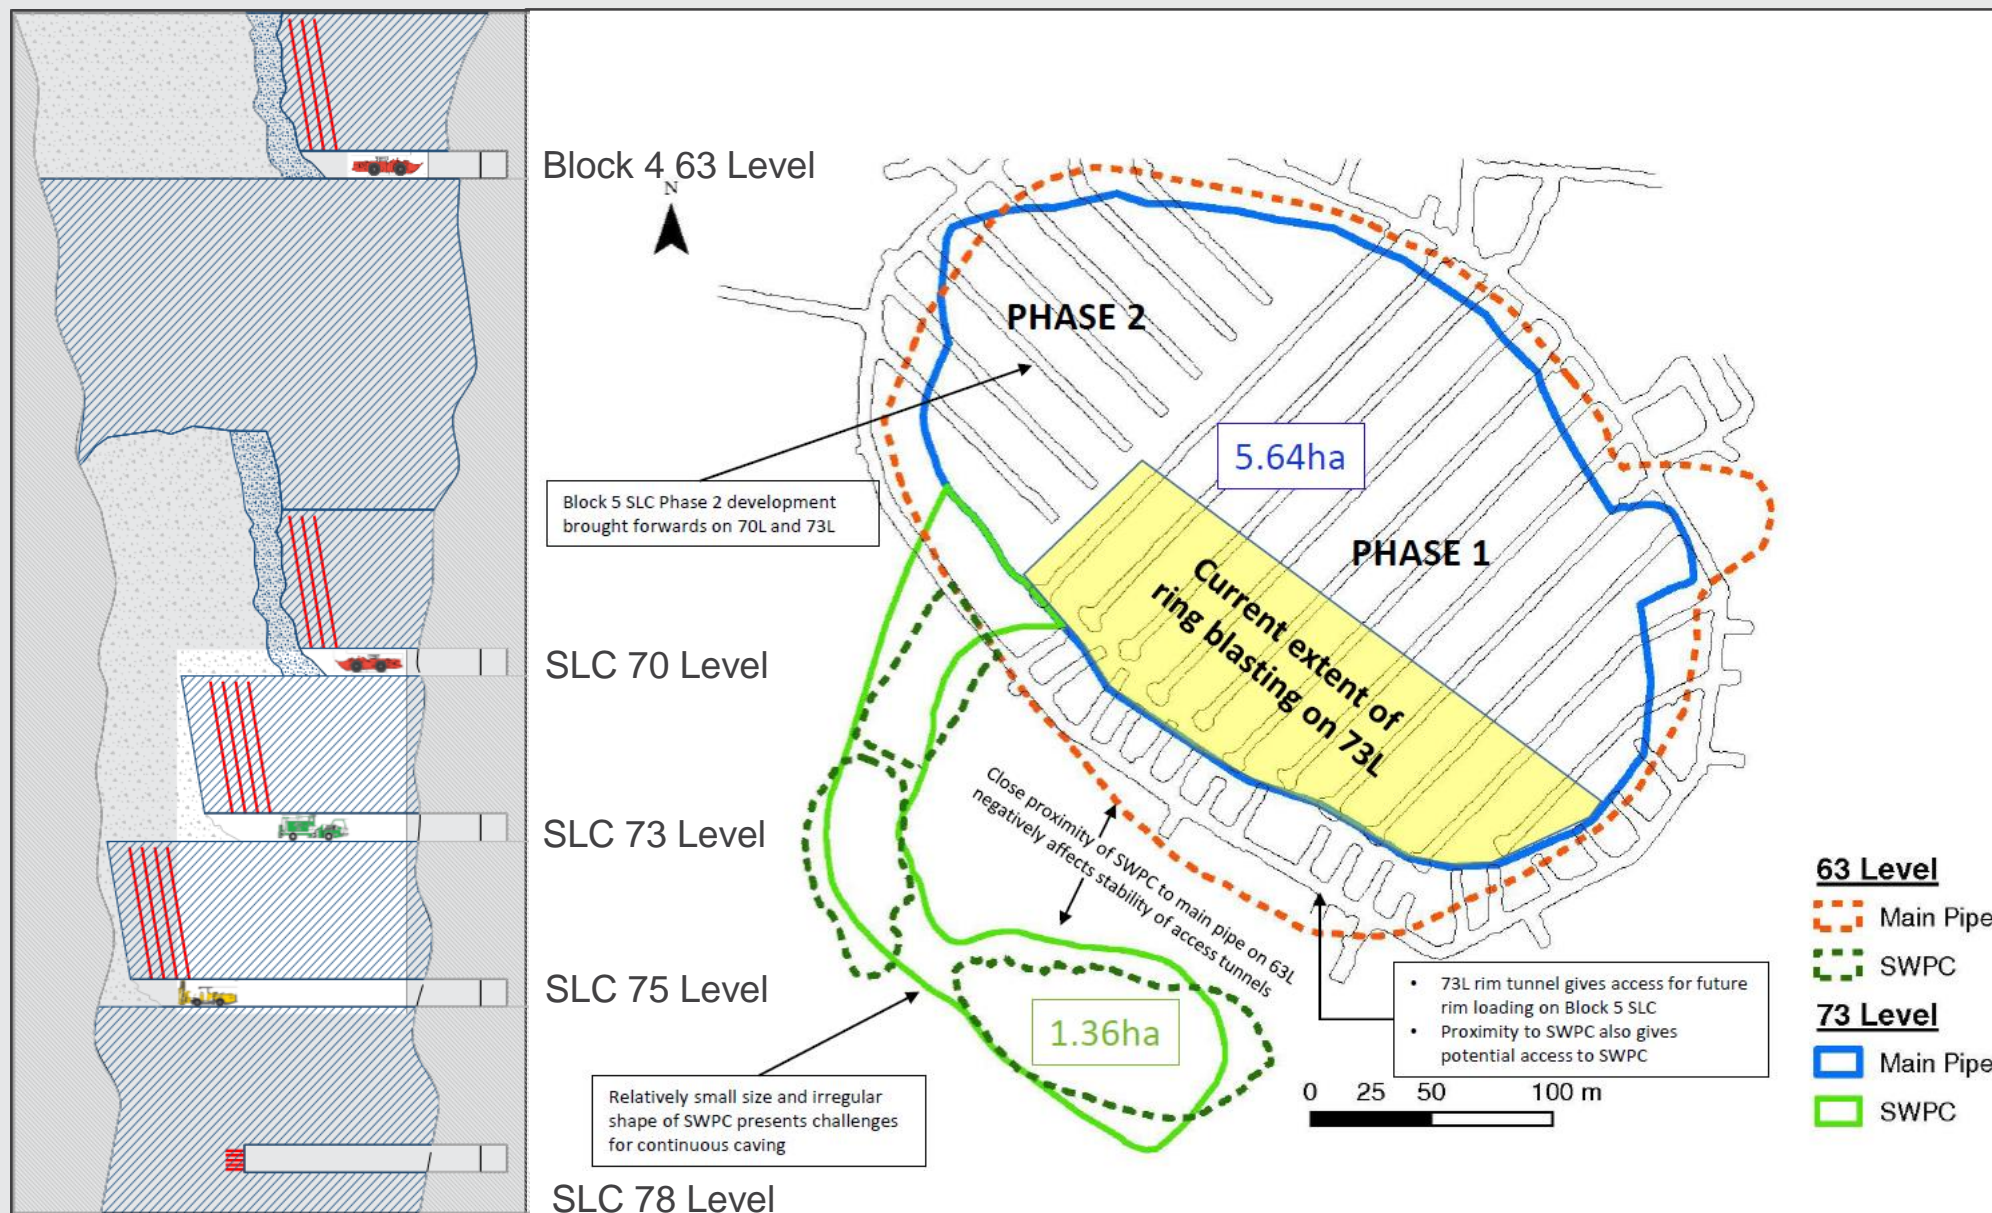 Block 4 63 Level
SLC 70 Level
SLC 73 Level
SLC 75 Level
SLC 78 Level
N
PHASE 2
5.64ha
PHASE 1
Current extent of
ring blasting on 73L
Block 5 SLC Phase 2 development
brought forwards on 70L and 73L
Close proximity of SWPC to main pipe on 63L
negatively affects stability of access tunnels
1.36ha
Relatively small size and irregular
shape of SWPC presents challenges
for continuous caving
• 73L rim tunnel gives access for future
rim loading on Block 5 SLC
• Proximity to SWPC also gives
potential access to SWPC
0 25 50 100 m
63 Level
Main Pipe
SWPC
73 Level
Main Pipe
SWPC